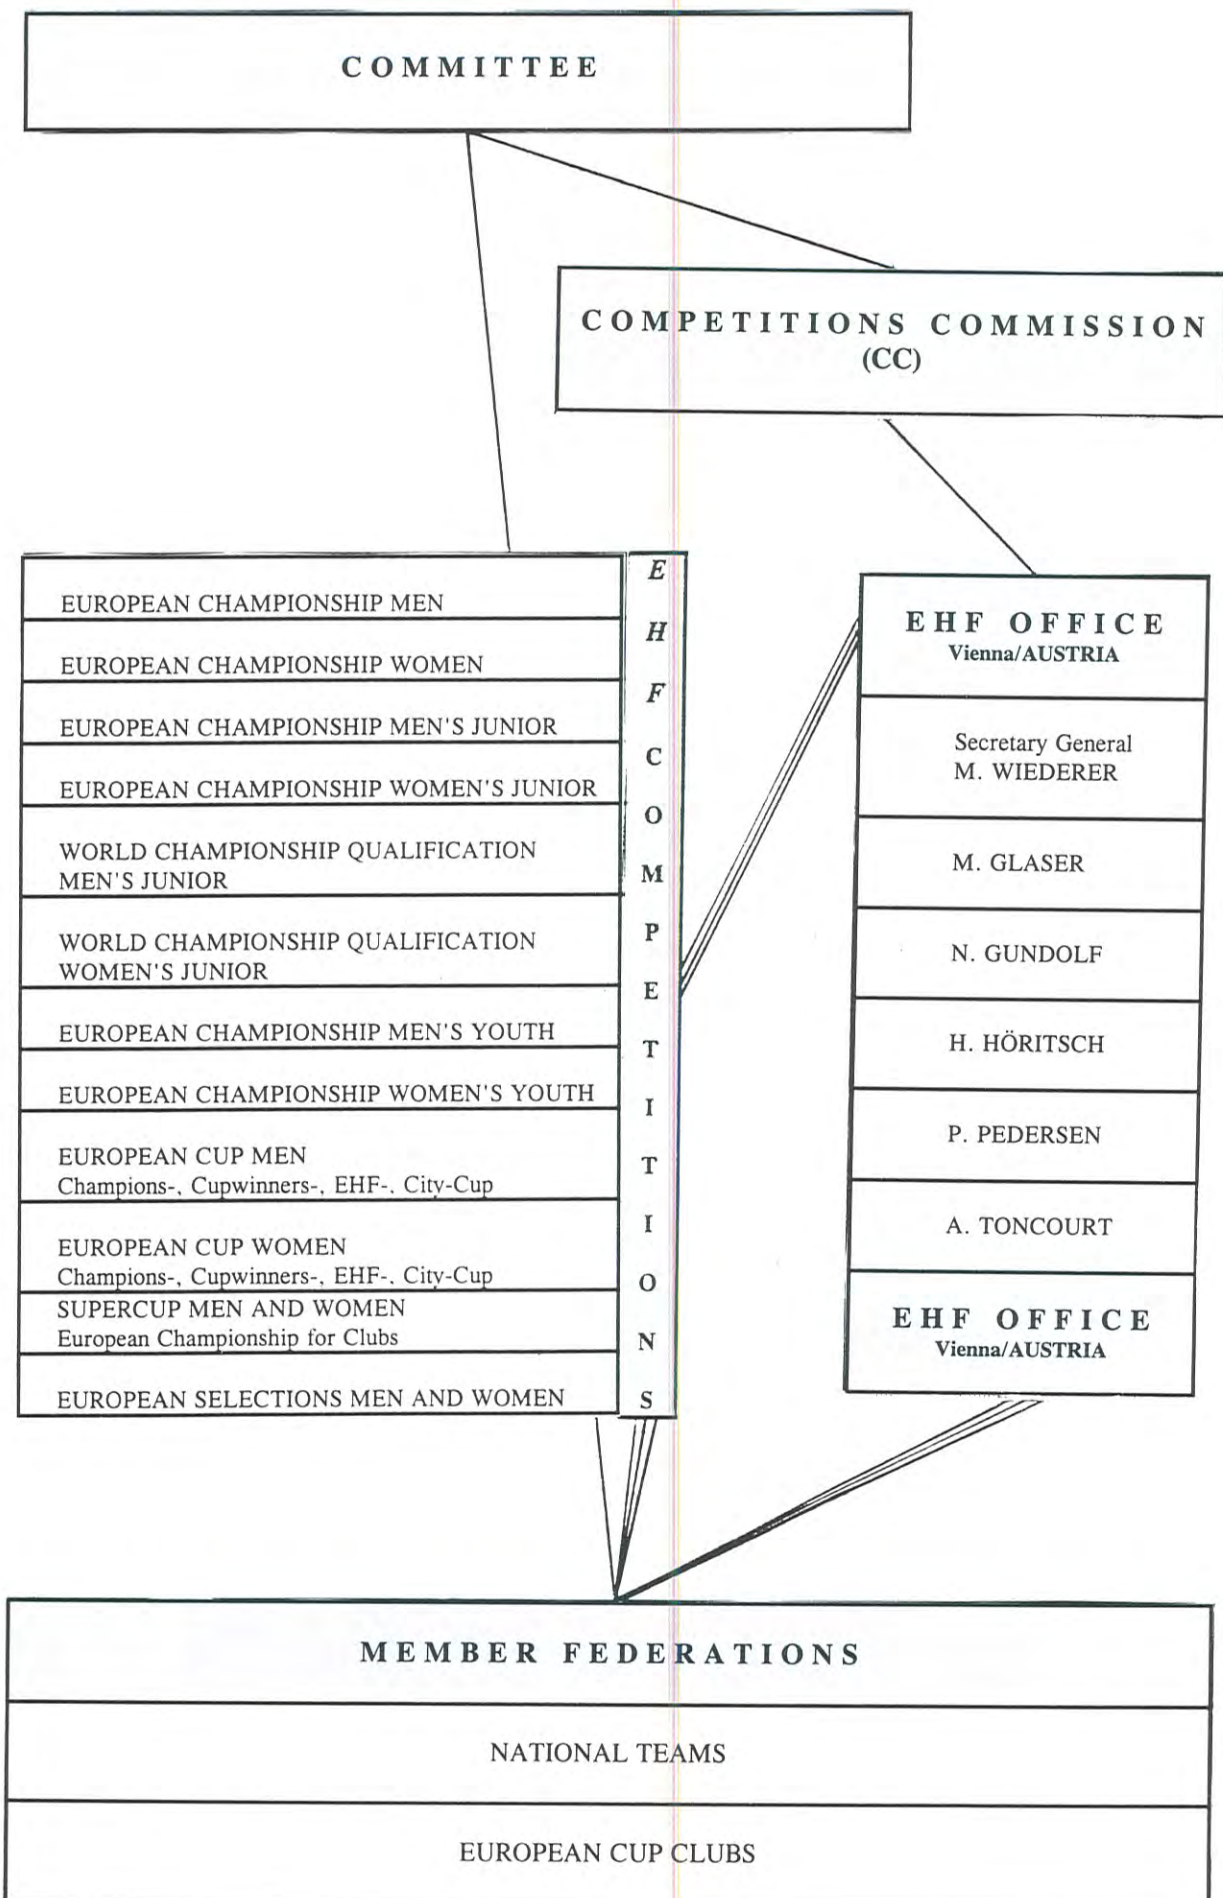 COMMITTEE
COMPETITIONS COMMISSION
(CC)
EUROPEAN CHAMPIONSHIP MEN
EUROPEAN CHAMPIONSHIP WOMEN
EUROPEAN CHAMPIONSHIP MEN'S JUNIOR
EUROPEAN CHAMPIONSHIP WOMEN'S JUNIOR
WORLD CHAMPIONSHIP QUALIFICATION
MEN'S JUNIOR
WORLD CHAMPIONSHIP QUALIFICATION
WOMEN'S JUNIOR
EUROPEAN CHAMPIONSHIP MEN'S YOUTH
EUROPEAN CHAMPIONSHIP WOMEN'S YOUTH
EUROPEAN CUP MEN
Champions-, Cupwinners-, EHF-, City-Cup
EUROPEAN CUP WOMEN
Champions-, Cupwinners-, EHF-, City-Cup
SUPERCUP MEN AND WOMEN
European Championship for Clubs
EUROPEAN SELECTIONS MEN AND WOMEN
EHF COMPETITIONS
EHF OFFICE
Vienna/AUSTRIA
Secretary General
M. WIEDERER
M. GLASER
N. GUNDOLF
H. HÖRITSCH
P. PEDERSEN
A. TONCOURT
EHF OFFICE
Vienna/AUSTRIA
MEMBER FEDERATIONS
NATIONAL TEAMS
EUROPEAN CUP CLUBS